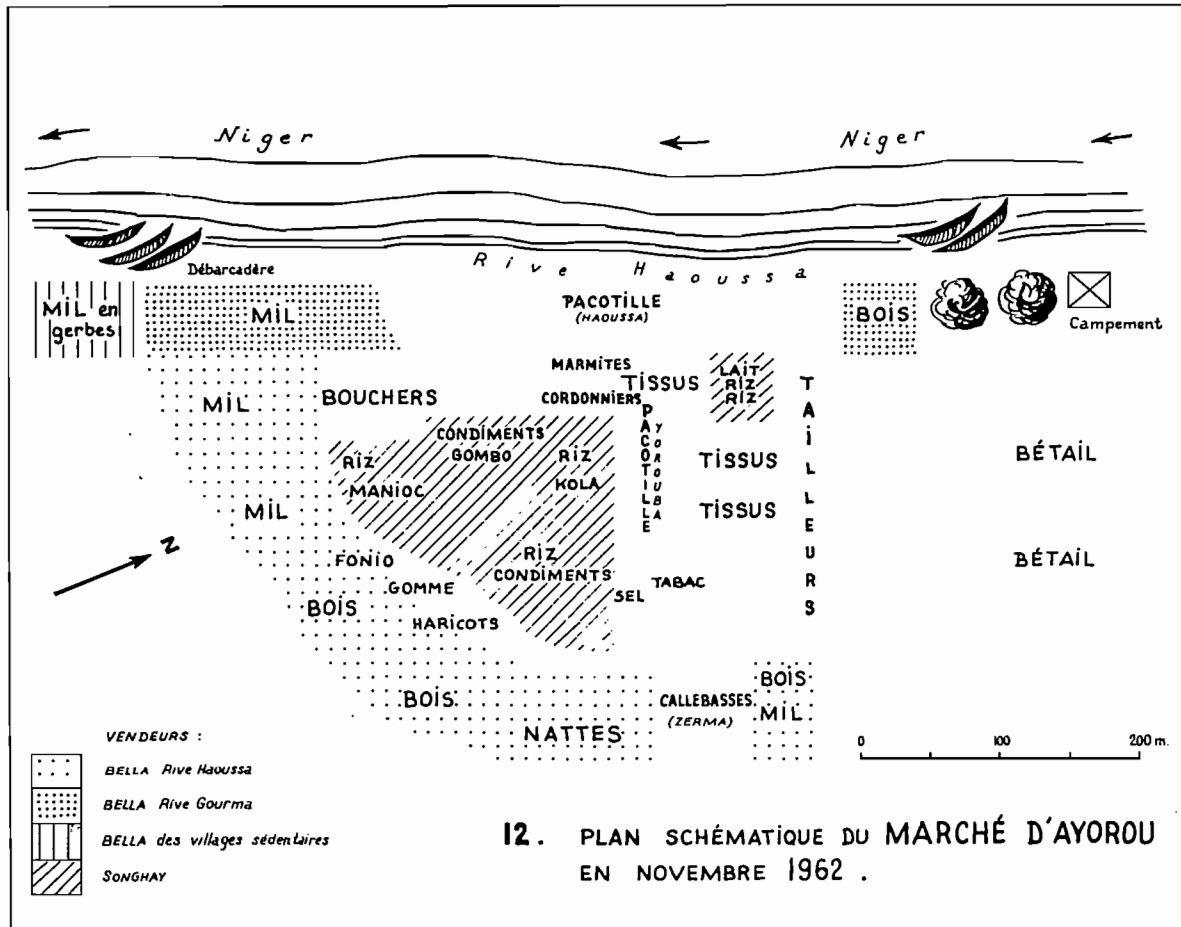 Niger
Niger
Débarcadère
Rive Haoussa
MIL en
gerbes
MIL
PACOTILLE
(HAOUSSA)
BOIS
Campement
MIL
BOUCHERS
MARMITES
TISSUS
CORDONNIERS
LAIT
RIZ
RIZ
TAILLEURS
PACOTILLE
YOROUBA
CONDIMENTS
GOMBO
RIZ
MANIOC
RIZ
KOLA
TISSUS
TISSUS
BÉTAIL
BÉTAIL
MIL
N
FONIO
GOMME
RIZ
CONDIMENTS
SEL
TABAC
BOIS
HARICOTS
BOIS
NATTES
CALLEBASSES
(ZERMA)
BOIS
MIL
0 100 200 m.
VENDEURS :
BELLA Rive Haoussa
BELLA Rive Gourma
BELLA des villages sédentaires
SONGHAY
12. PLAN SCHÉMATIQUE DU MARCHÉ D'AYOROU
EN NOVEMBRE 1962 .